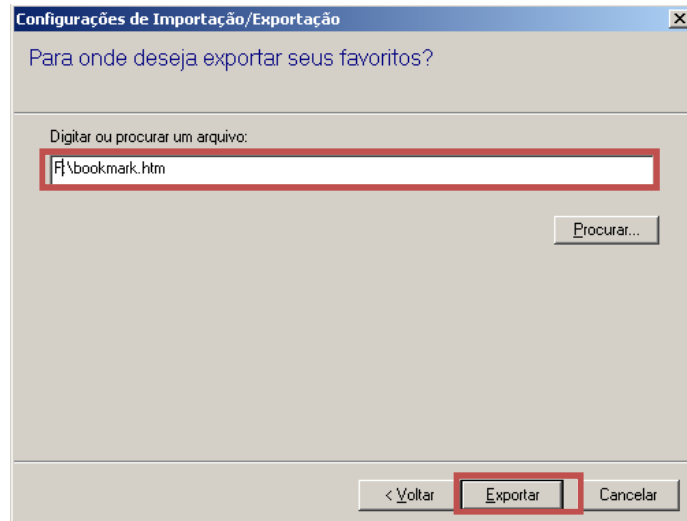 Configurações de Importação/Exportação
Para onde deseja exportar seus favoritos?
Digitar ou procurar um arquivo:
F:\bookmark.htm
Procurar...
< Voltar
Exportar
Cancelar